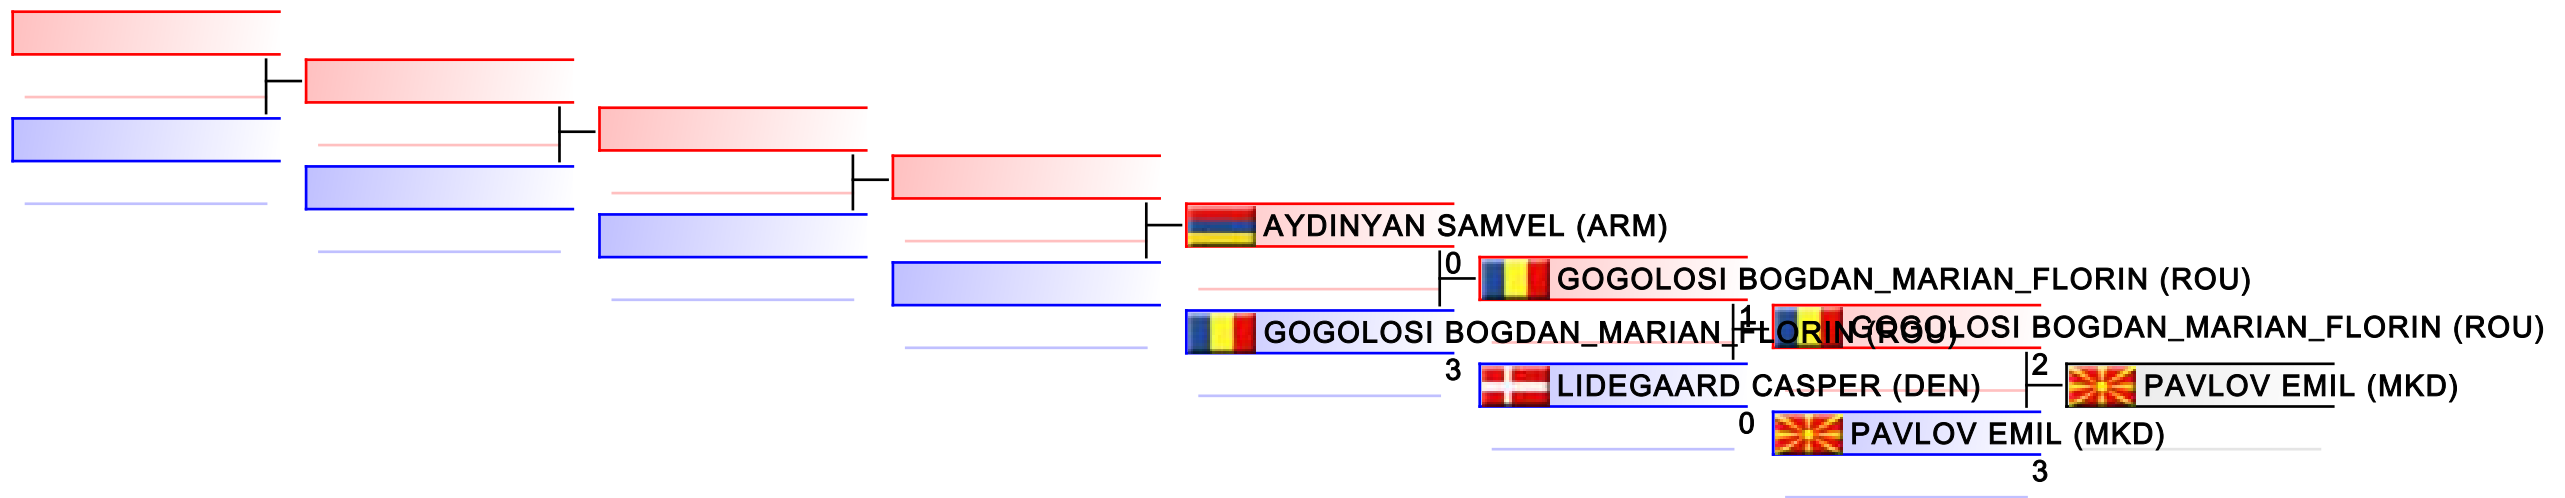 AYDINYAN SAMVEL (ARM)
0
GOGOLOSI BOGDAN_MARIAN_FLORIN (ROU)
GOGOLOSI BOGDAN_MARIAN_FLORIN (ROU)
3
1
LIDEGAARD CASPER (DEN)
0
GOGOLOSI BOGDAN_MARIAN_FLORIN (ROU)
2
PAVLOV EMIL (MKD)
3
PAVLOV EMIL (MKD)